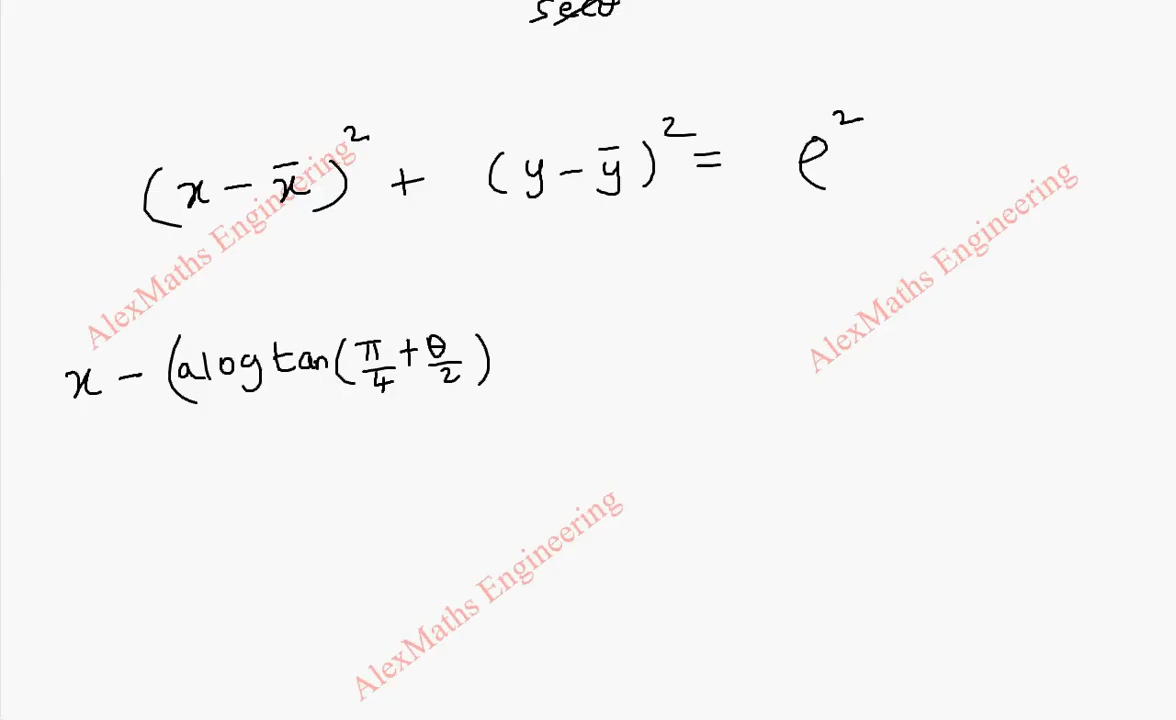 secθ
(x - x̄)² + (y - ȳ)² = ρ²
x - (a log tan(π/4 + θ/2)
AlexMaths Engineering
AlexMaths Engineering
AlexMaths Engineering